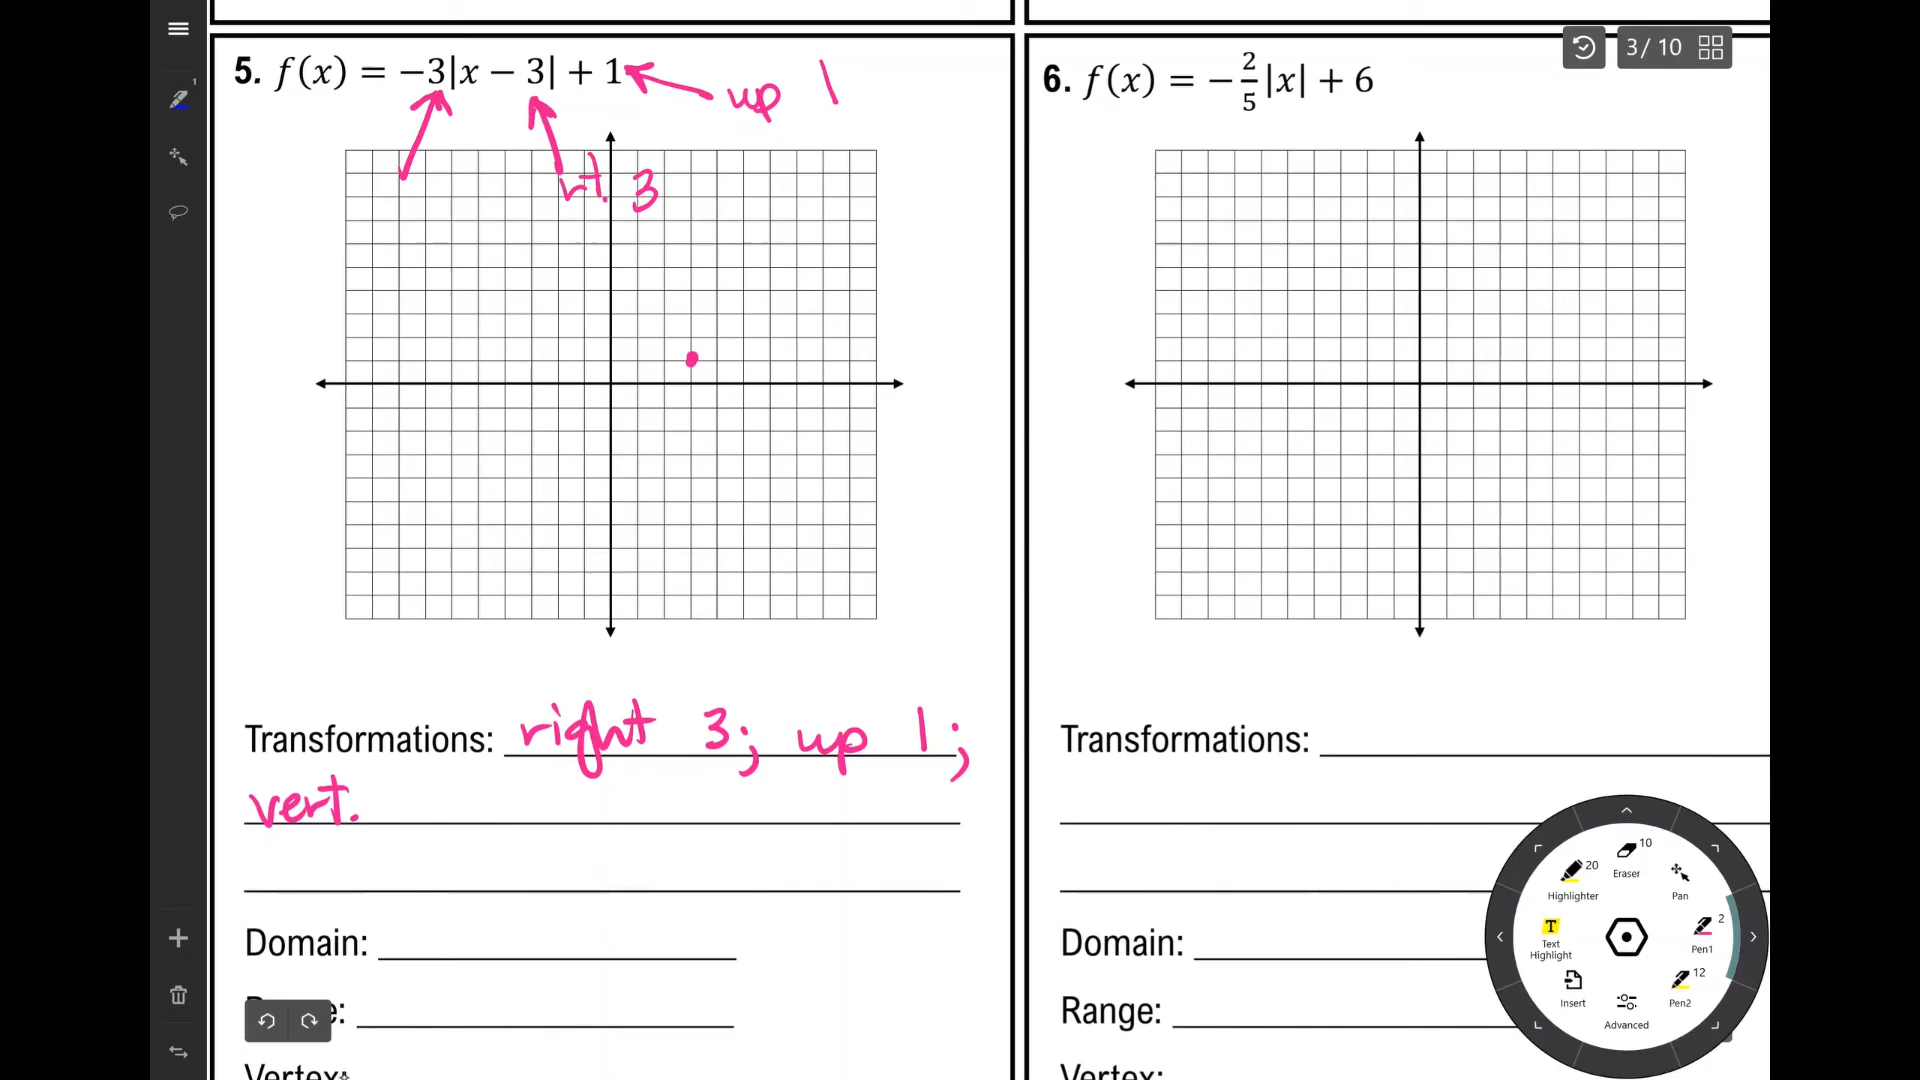 3 / 10
5. f(x) = −3|x − 3| + 1
up 1
rt. 3
6. f(x) = −2/5|x| + 6
Transformations: right 3; up 1;
vert.
Domain:
Vertex:
Transformations:
Domain:
Range:
Vertex:
1
10
Eraser
20
Highlighter
Pan
2
Pen1
T
Text
Highlight
12
Pen2
Insert
Advanced